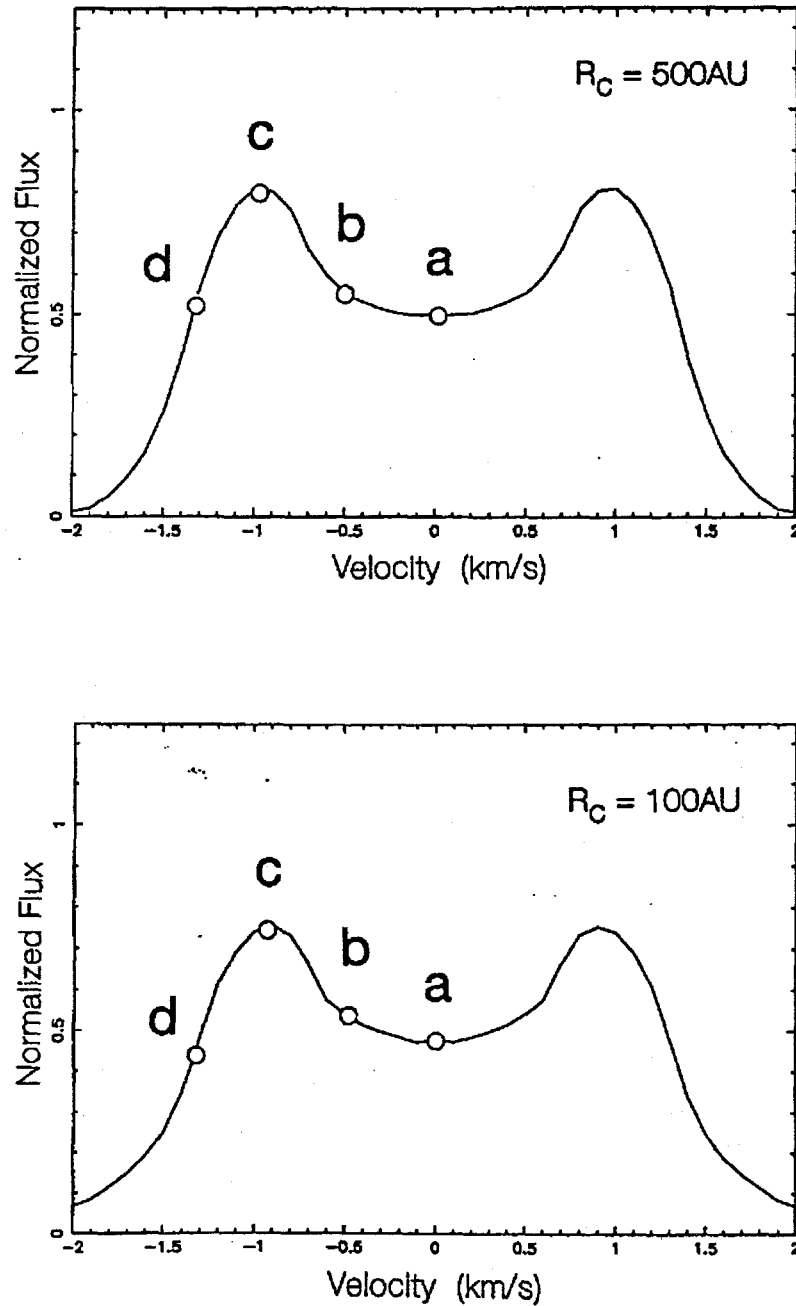 R_C = 500AU
1
c
b
a
d
0.5
0
Normalized Flux
-2 -1.5 -1 -0.5 0 0.5 1 1.5 2
Velocity (km/s)
R_C = 100AU
1
c
b
a
d
0.5
0
Normalized Flux
-2 -1.5 -1 -0.5 0 0.5 1 1.5 2
Velocity (km/s)